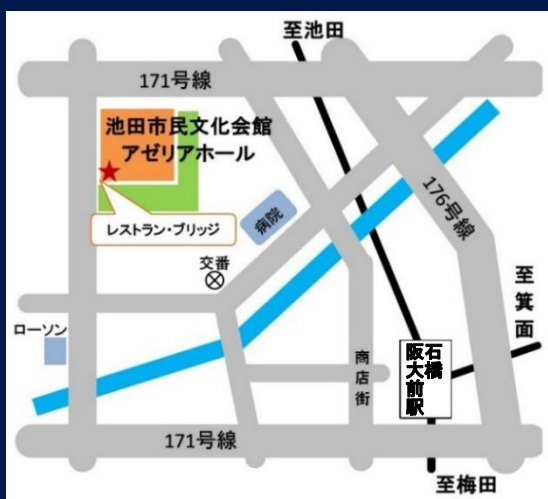 至池田
171号線
池田市民文化会館
アゼリアホール
176号線
レストラン・ブリッジ
病院
交番
至箕面
ローソン
商店街
石橋
阪大前駅
171号線
至梅田